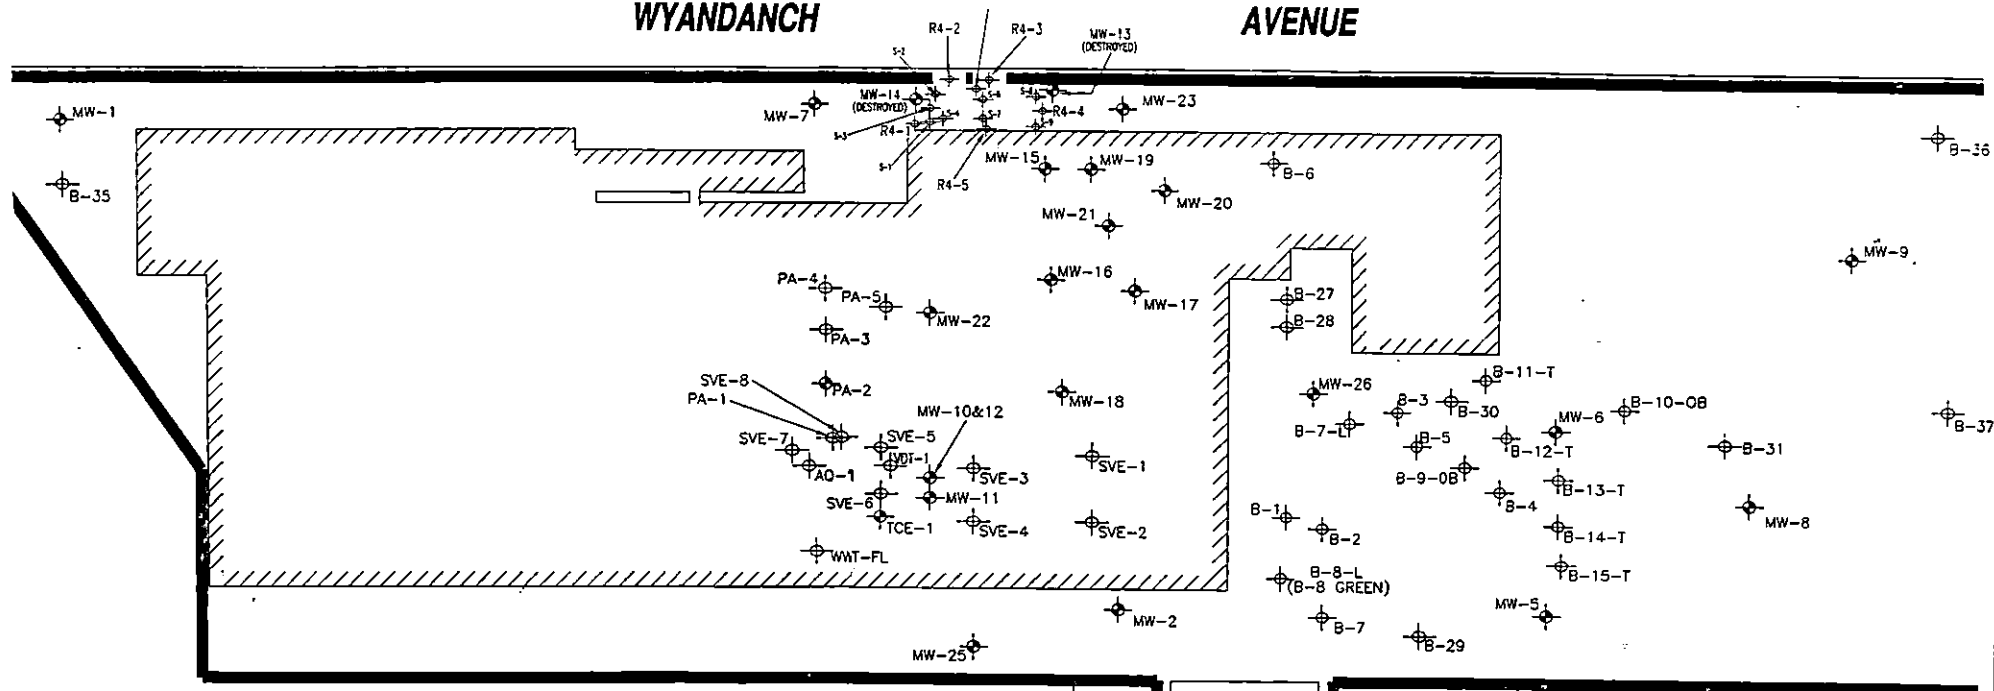 WYANDANCH AVENUE
R4-2
R4-3
MW-13
(DESTROYED)
S-2
MW-1
MW-7
MW-14
(DESTROYED)
S-6
S-7
R4-4
MW-23
S-3
R4-1
S-1
R4-5
B-35
MW-15
MW-19
B-6
B-36
MW-20
MW-21
MW-9
PA-4
PA-5
MW-16
MW-17
B-27
MW-22
B-28
PA-3
SVE-8
PA-2
PA-1
MW-18
MW-26
B-11-T
B-3
B-30
B-10-OB
MW-10&12
MW-6
B-7-L
B-37
SVE-7
SVE-5
B-5
B-12-T
B-31
SVE-1
AO-1
SVE-3
B-9-OB
B-13-T
SVE-6
MW-11
B-4
B-1
MW-8
TCE-1
SVE-4
SVE-2
B-2
B-14-T
WWT-FL
B-8-L
(B-8 GREEN)
B-15-T
MW-2
B-7
MW-5
B-29
MW-25